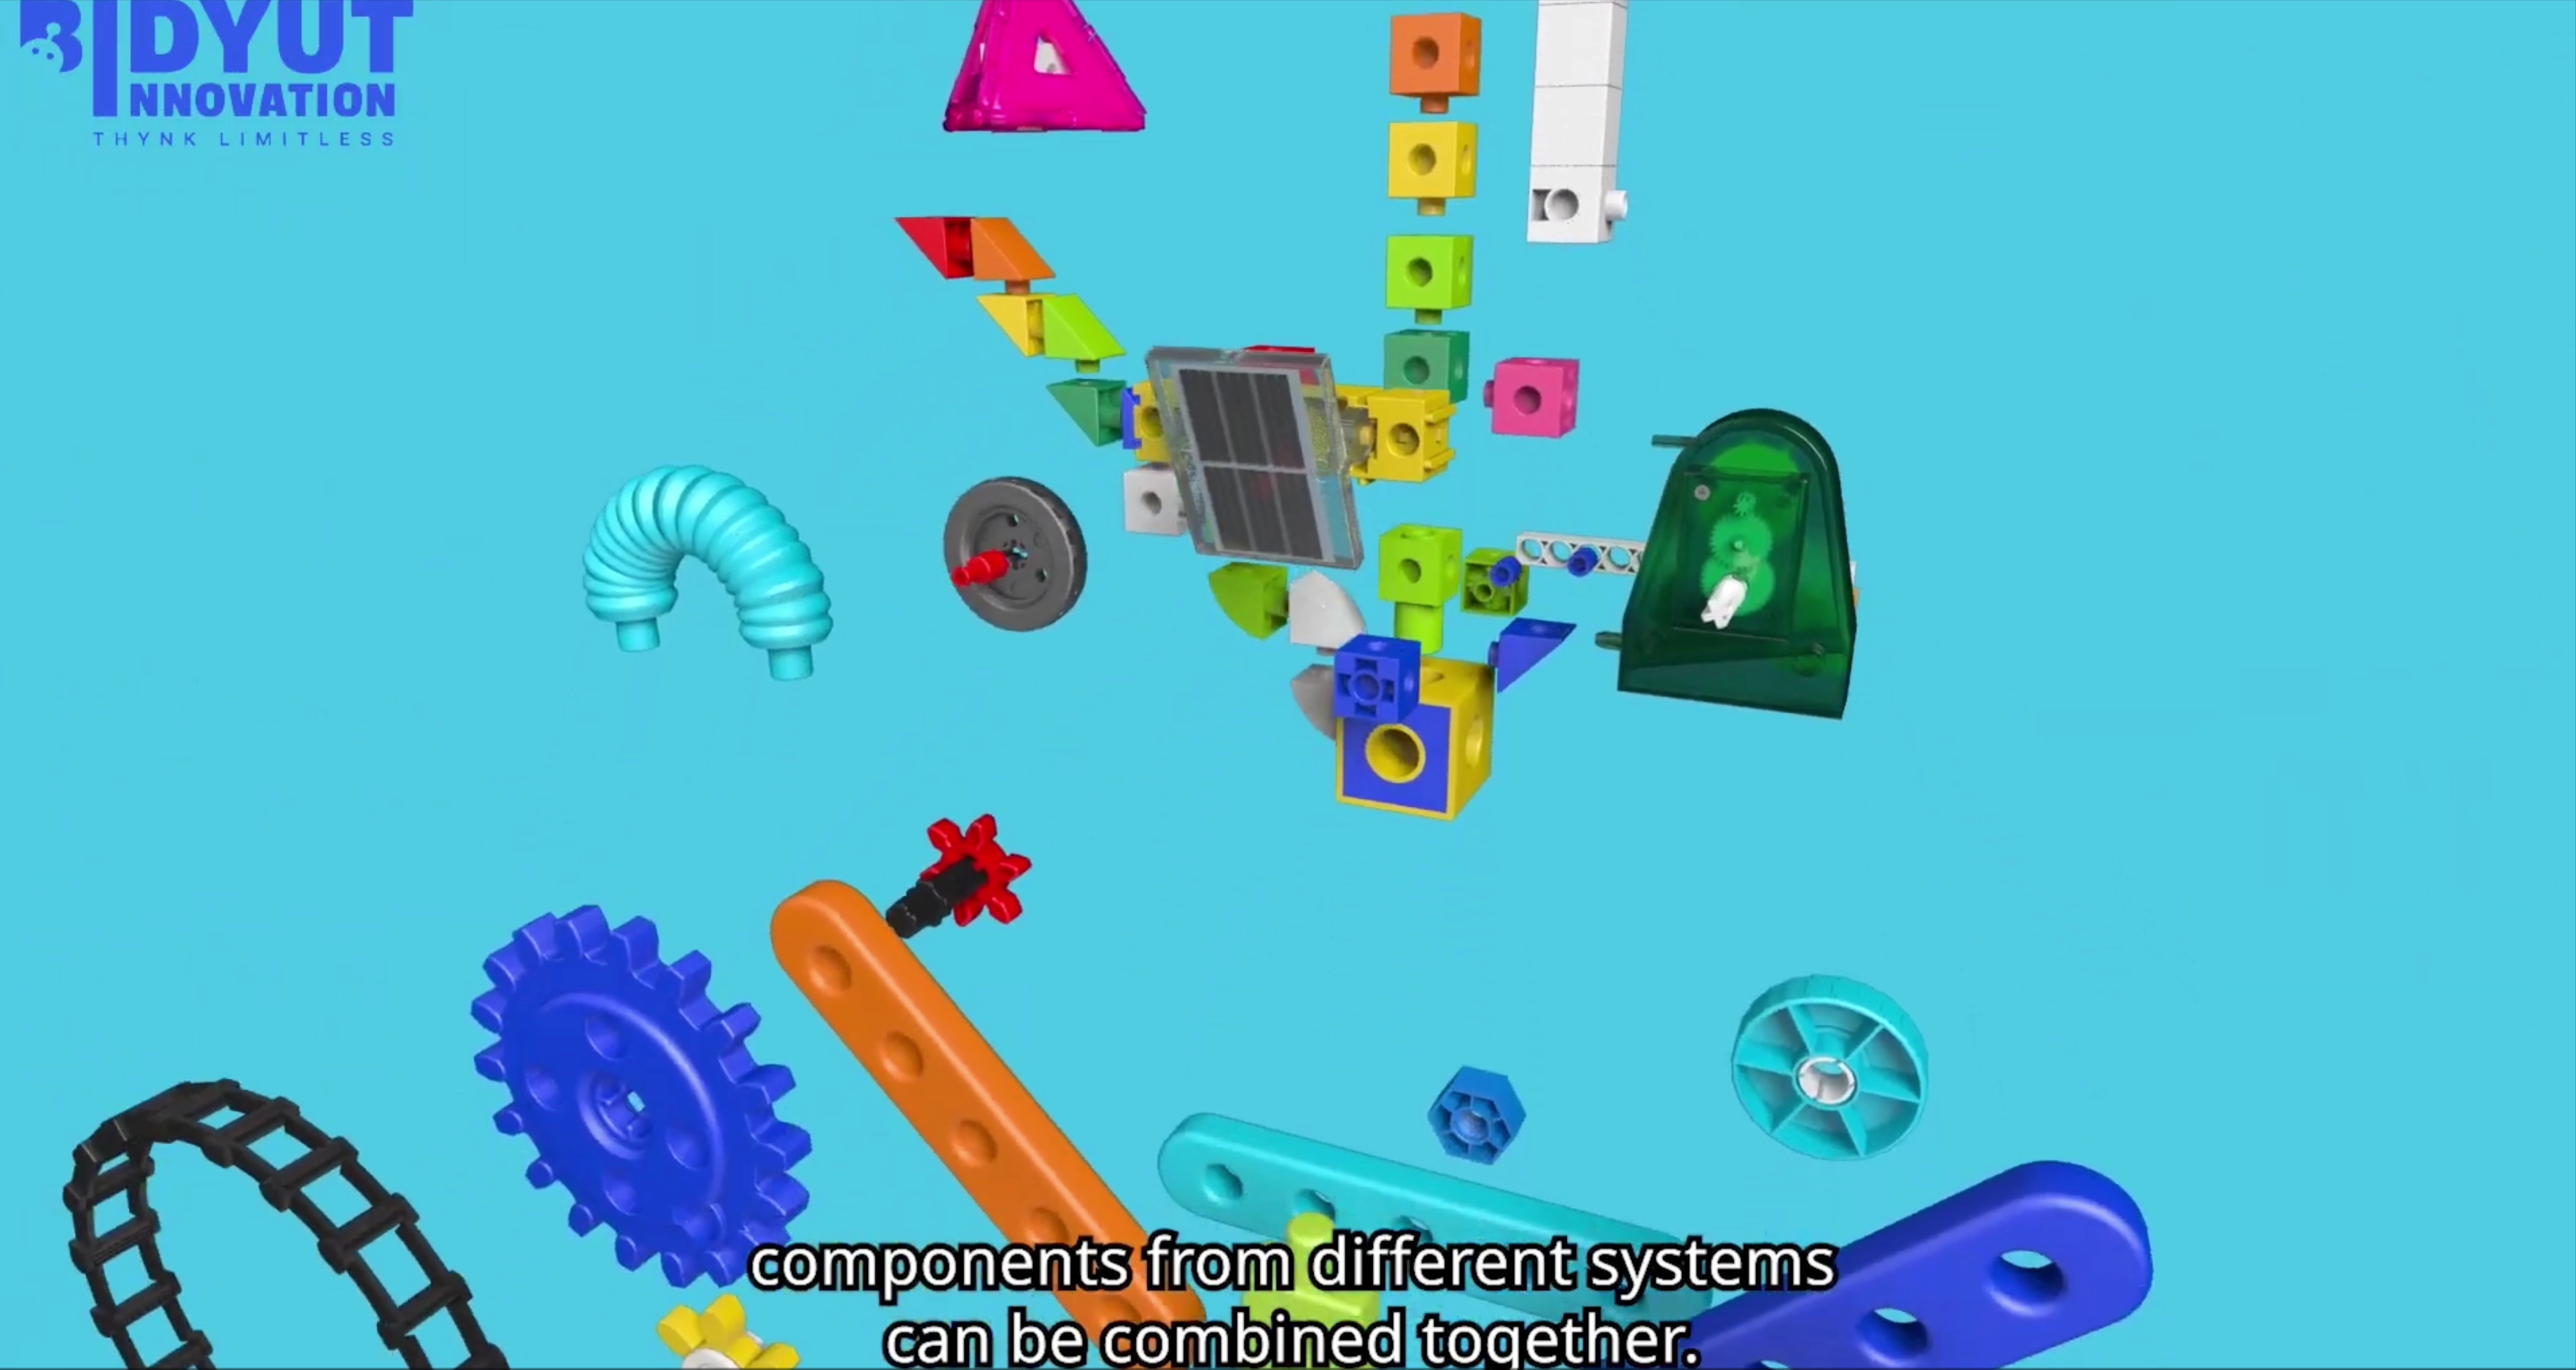 BIDYUT
INNOVATION
THYNK LIMITLESS
components from different systems
can be combined together.